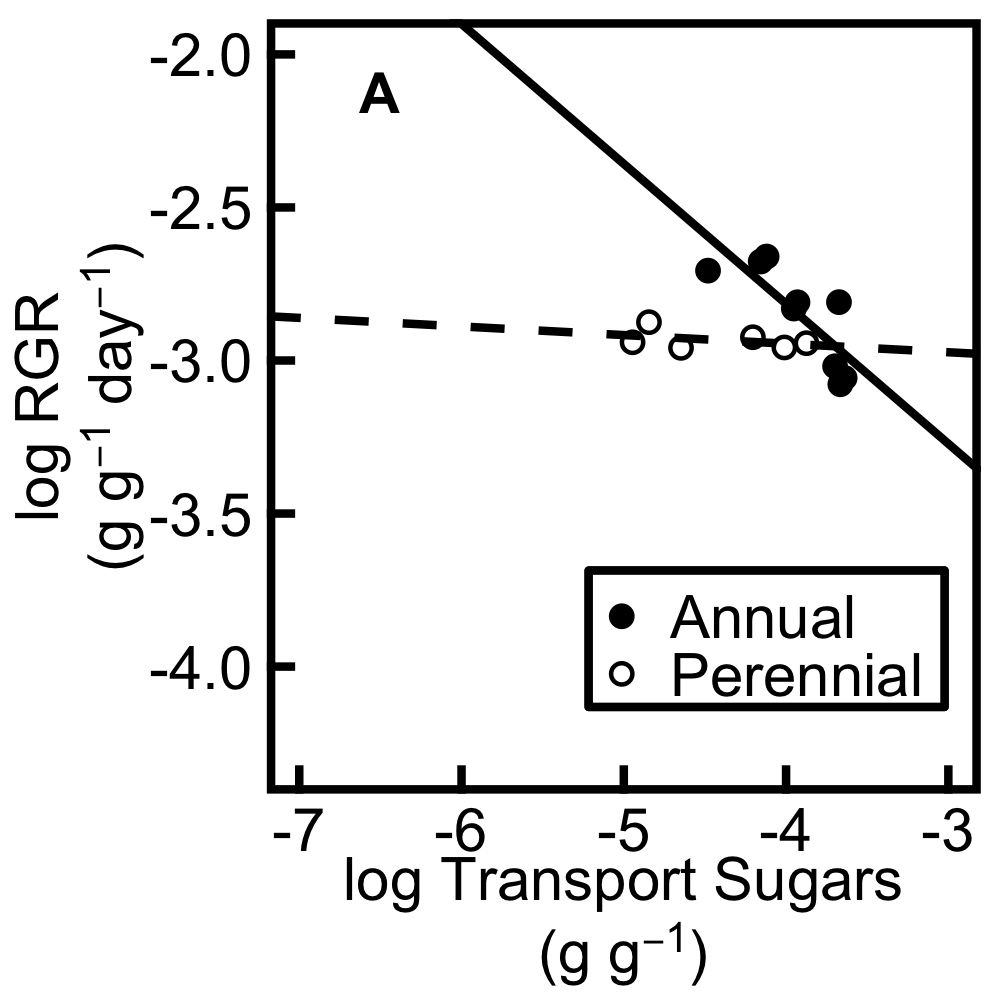 A
-2.0
-2.5
-3.0
-3.5
-4.0
log RGR
(g g⁻¹ day⁻¹)
Annual
Perennial
-7 -6 -5 -4 -3
log Transport Sugars
(g g⁻¹)